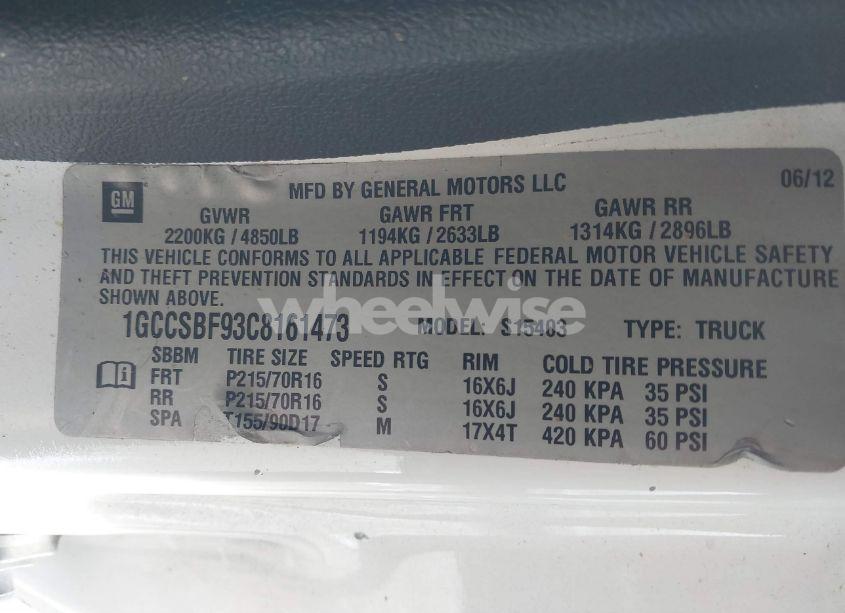 GM
MFD BY GENERAL MOTORS LLC 06/12
GVWR GAWR FRT GAWR RR
2200KG / 4850LB 1194KG / 2633LB 1314KG / 2896LB
THIS VEHICLE CONFORMS TO ALL APPLICABLE FEDERAL MOTOR VEHICLE SAFETY
AND THEFT PREVENTION STANDARDS IN EFFECT ON THE DATE OF MANUFACTURE
SHOWN ABOVE.
wheelwise
1GCCSBF93C8161473 MODEL: S15403 TYPE: TRUCK
SBBM TIRE SIZE SPEED RTG RIM COLD TIRE PRESSURE
FRT P215/70R16 S 16X6J 240 KPA 35 PSI
RR P215/70R16 S 16X6J 240 KPA 35 PSI
SPA T155/90D17 M 17X4T 420 KPA 60 PSI